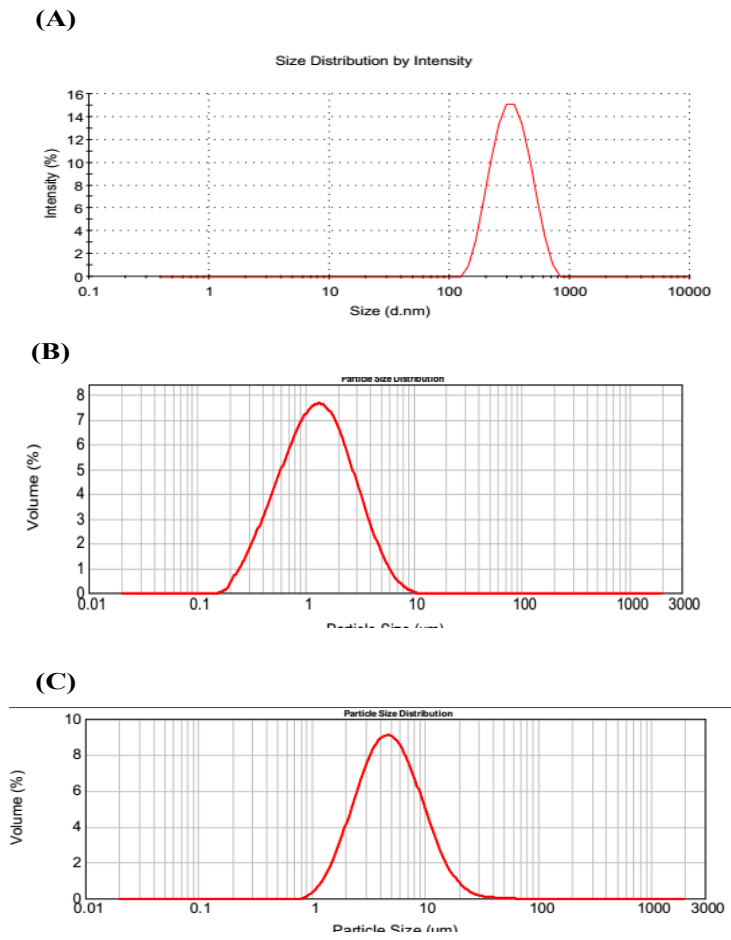 (A)
Size Distribution by Intensity
16
14
12
10
8
6
4
2
0
Intensity (%)
0.1 1 10 100 1000 10000
Size (d.nm)
(B)
Particle Size Distribution
8
7
6
5
4
3
2
1
0
Volume (%)
0.01 0.1 1 10 100 1000 3000
Particle Size (µm)
(C)
Particle Size Distribution
10
8
6
4
2
0
Volume (%)
0.01 0.1 1 10 100 1000 3000
Particle Size (µm)